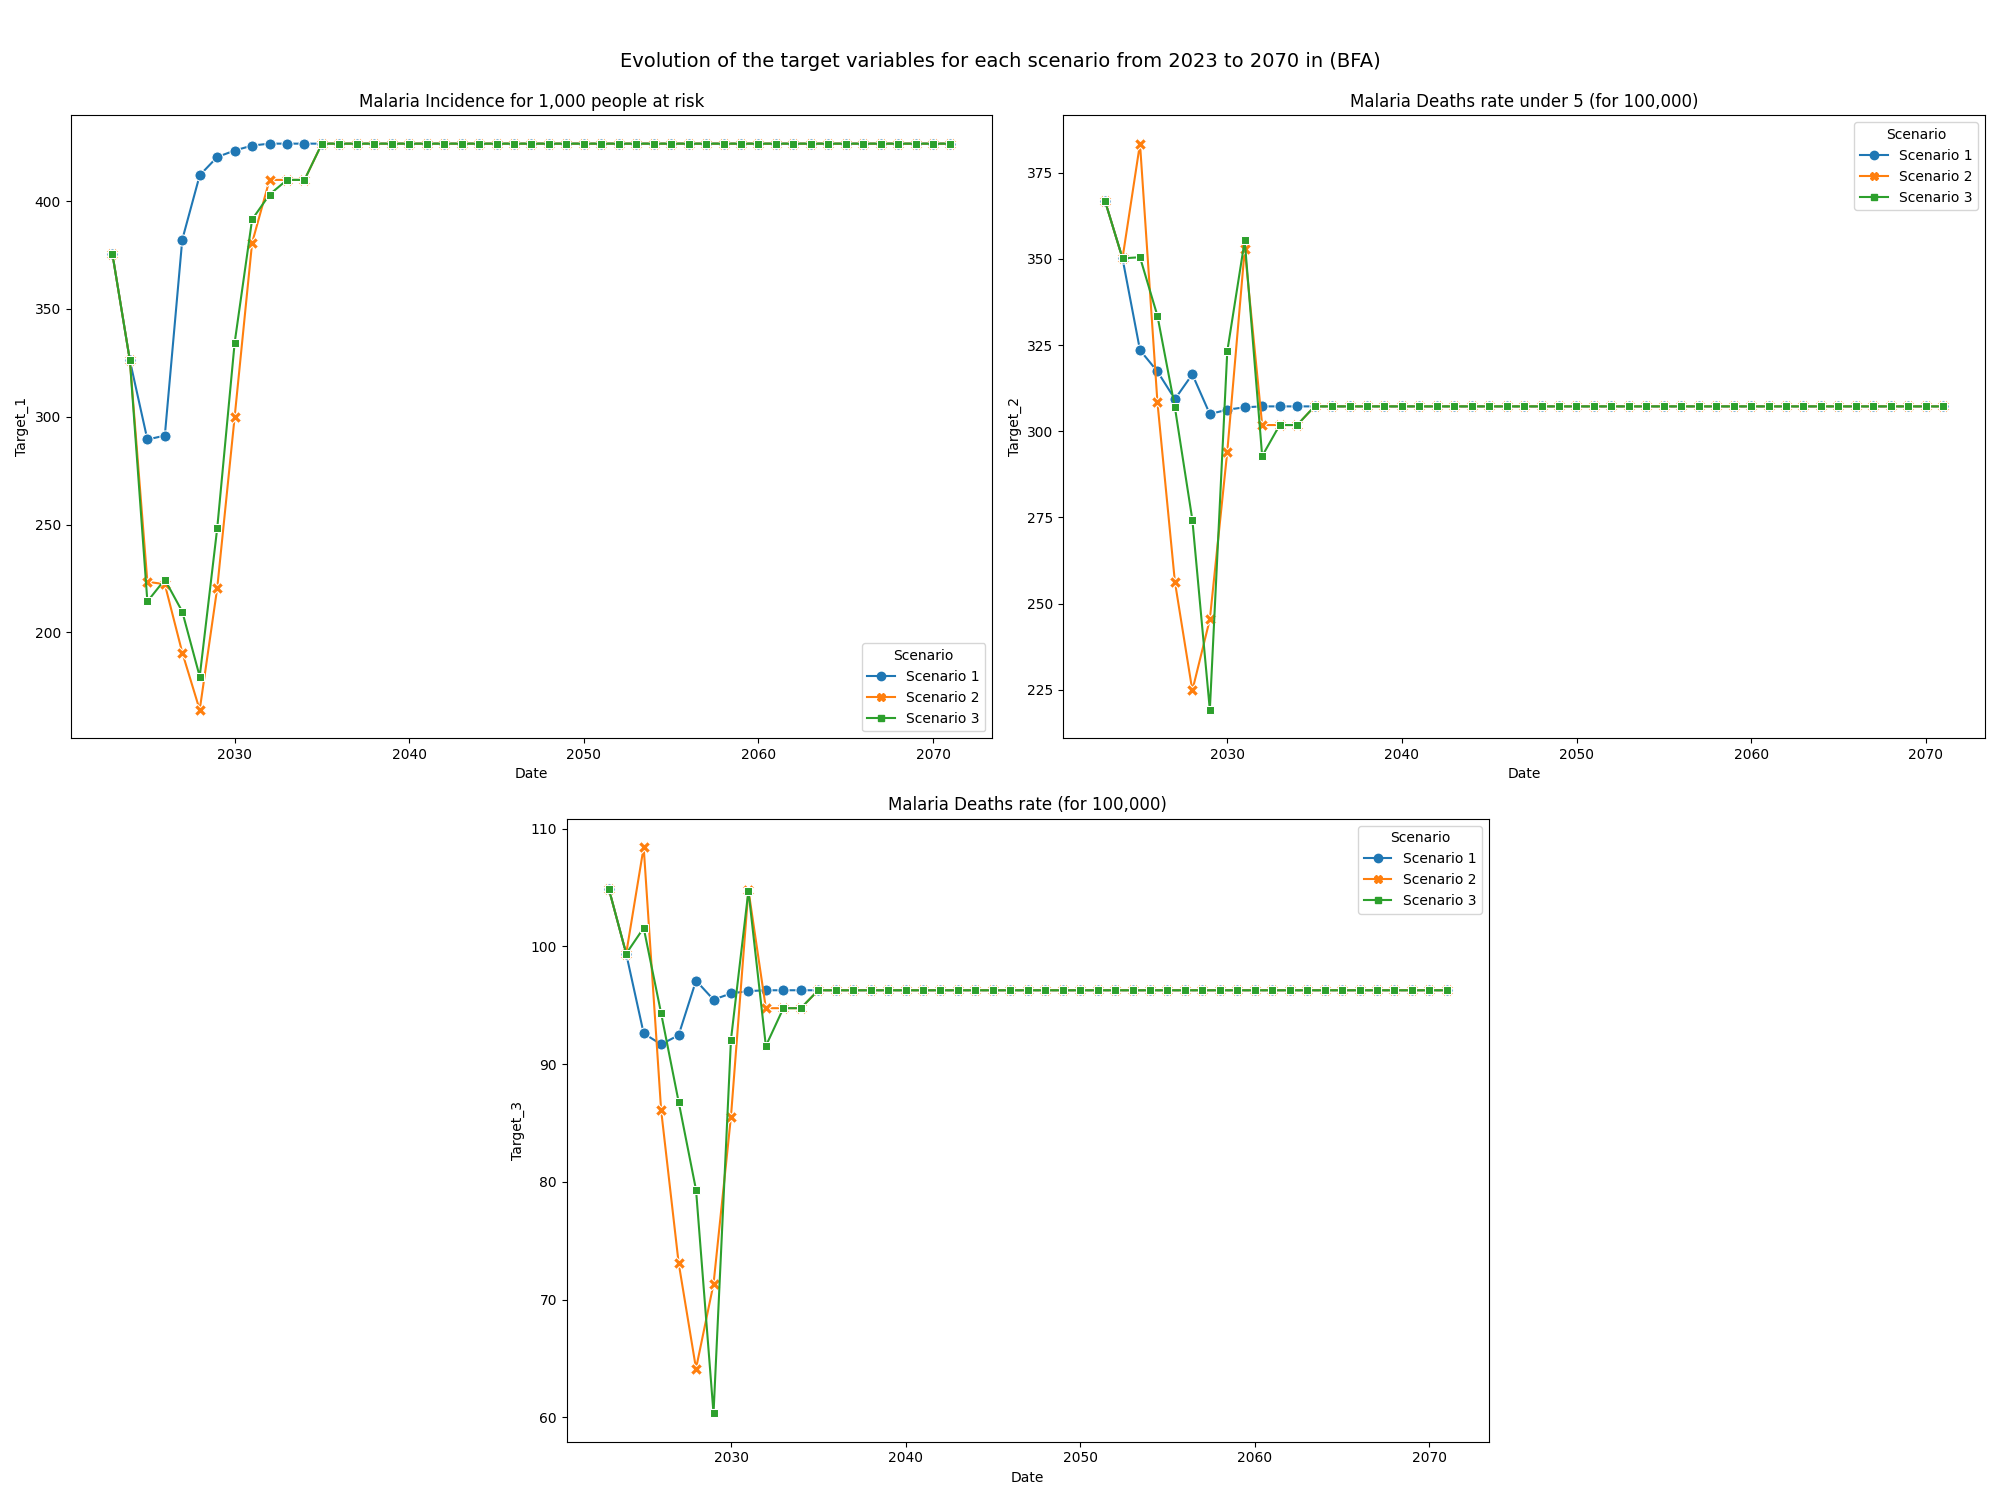 Evolution of the target variables for each scenario from 2023 to 2070 in (BFA)
Malaria Incidence for 1,000 people at risk
Target_1
400
350
300
250
200
2030 2040 2050 2060 2070
Date
Scenario
Scenario 1
Scenario 2
Scenario 3
Malaria Deaths rate under 5 (for 100,000)
Target_2
375
350
325
300
275
250
225
2030 2040 2050 2060 2070
Date
Scenario
Scenario 1
Scenario 2
Scenario 3
Malaria Deaths rate (for 100,000)
Target_3
110
100
90
80
70
60
2030 2040 2050 2060 2070
Date
Scenario
Scenario 1
Scenario 2
Scenario 3